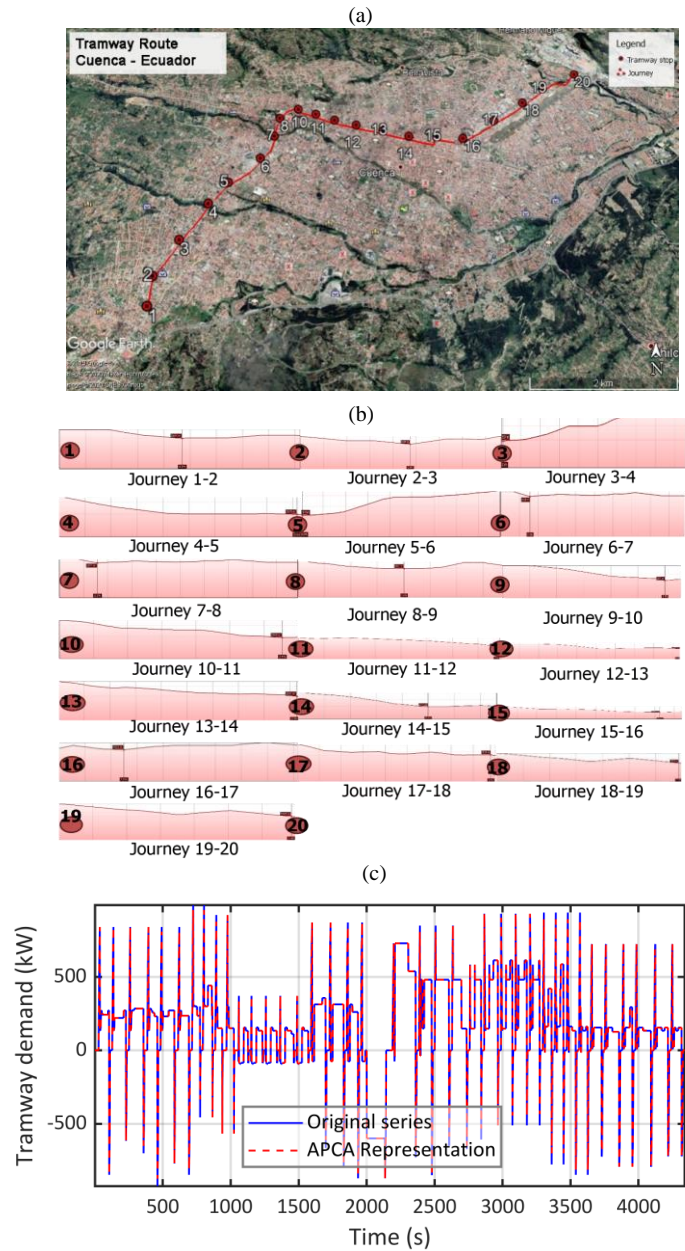 (a)
Tramway Route
Cuenca - Ecuador
Legend
Tramway stop
Journey
20
19
18
17
16
15
14
13
12
11
10
8
7
6
5
4
3
2
1
Cuenca
Google Earth
N
2 km
(b)
1
2
3
Journey 1-2
Journey 2-3
Journey 3-4
4
5
6
Journey 4-5
Journey 5-6
Journey 6-7
7
8
9
Journey 7-8
Journey 8-9
Journey 9-10
10
11
12
Journey 10-11
Journey 11-12
Journey 12-13
13
14
15
Journey 13-14
Journey 14-15
Journey 15-16
16
17
18
Journey 16-17
Journey 17-18
Journey 18-19
19
20
Journey 19-20
(c)
Tramway demand (kW)
500
0
-500
Original series
APCA Representation
500
1000
1500
2000
2500
3000
3500
4000
Time (s)